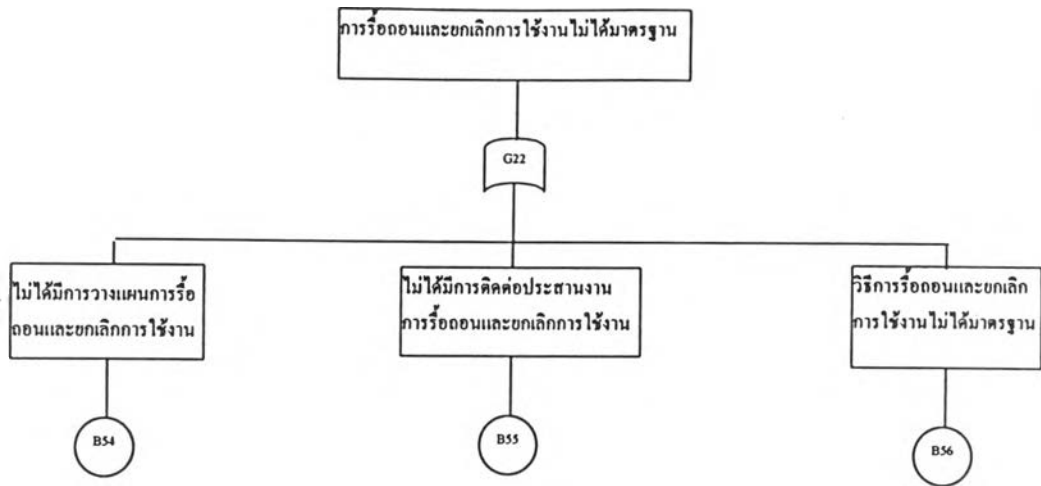 การรื้อถอนและยกเลิกการใช้งานไม่ได้มาตรฐาน
G22
ไม่ได้มีการวางแผนการรื้อ
ถอนและยกเลิกการใช้งาน
ไม่ได้มีการติดต่อประสานงาน
การรื้อถอนและยกเลิกการใช้งาน
วิธีการรื้อถอนและยกเลิก
การใช้งานไม่ได้มาตรฐาน
B54
B55
B56